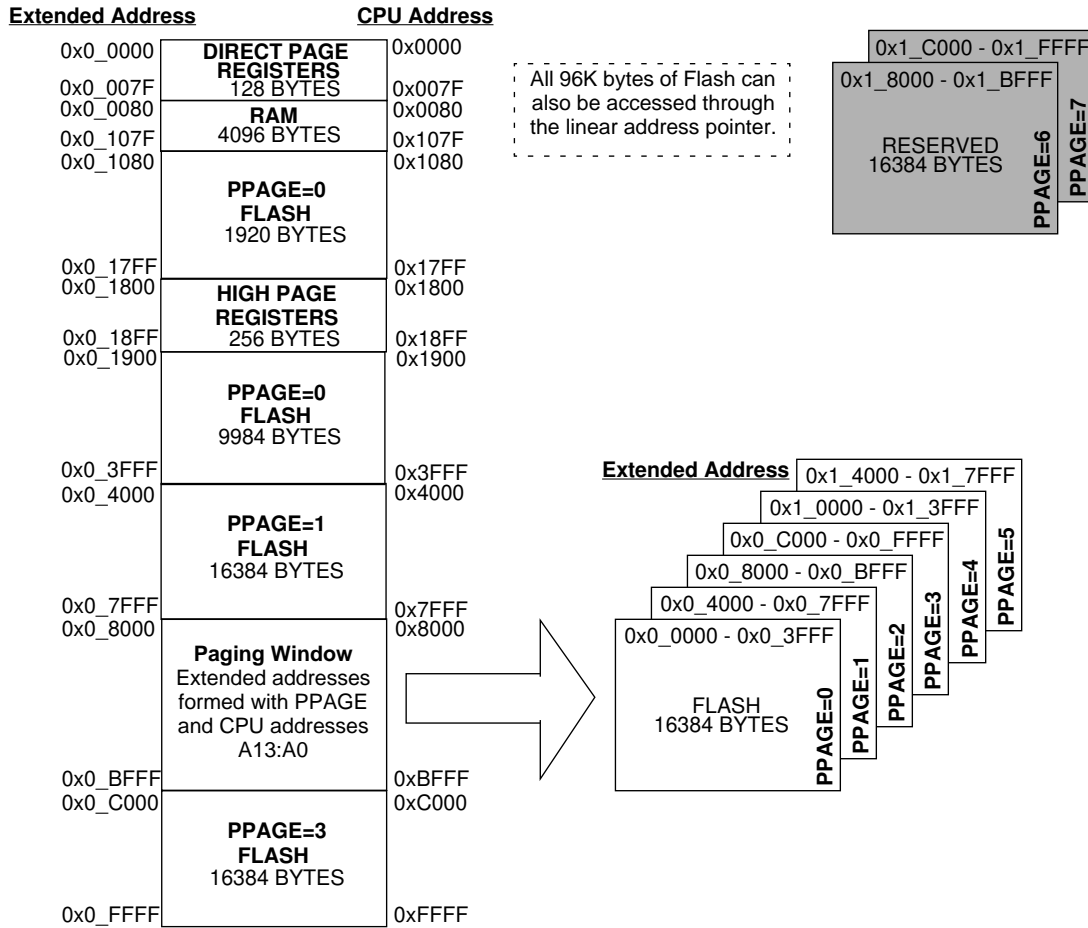 Extended Address CPU Address
0x0_0000 0x0000
DIRECT PAGE
REGISTERS
128 BYTES
0x0_007F 0x007F
0x0_0080 0x0080
RAM
4096 BYTES
0x0_107F 0x107F
0x0_1080 0x1080
PPAGE=0
FLASH
1920 BYTES
0x0_17FF 0x17FF
0x0_1800 0x1800
HIGH PAGE
REGISTERS
256 BYTES
0x0_18FF 0x18FF
0x0_1900 0x1900
PPAGE=0
FLASH
9984 BYTES
0x0_3FFF 0x3FFF
0x0_4000 0x4000
PPAGE=1
FLASH
16384 BYTES
0x0_7FFF 0x7FFF
0x0_8000 0x8000
Paging Window
Extended addresses
formed with PPAGE
and CPU addresses
A13:A0
0x0_BFFF 0xBFFF
0x0_C000 0xC000
PPAGE=3
FLASH
16384 BYTES
0x0_FFFF 0xFFFF
All 96K bytes of Flash can
also be accessed through
the linear address pointer.
0x1_C000 - 0x1_FFFF
0x1_8000 - 0x1_BFFF
RESERVED
16384 BYTES
PPAGE=6
PPAGE=7
Extended Address
0x1_4000 - 0x1_7FFF
0x1_0000 - 0x1_3FFF
0x0_C000 - 0x0_FFFF
0x0_8000 - 0x0_BFFF
0x0_4000 - 0x0_7FFF
0x0_0000 - 0x0_3FFF
FLASH
16384 BYTES
PPAGE=0
PPAGE=1
PPAGE=2
PPAGE=3
PPAGE=4
PPAGE=5